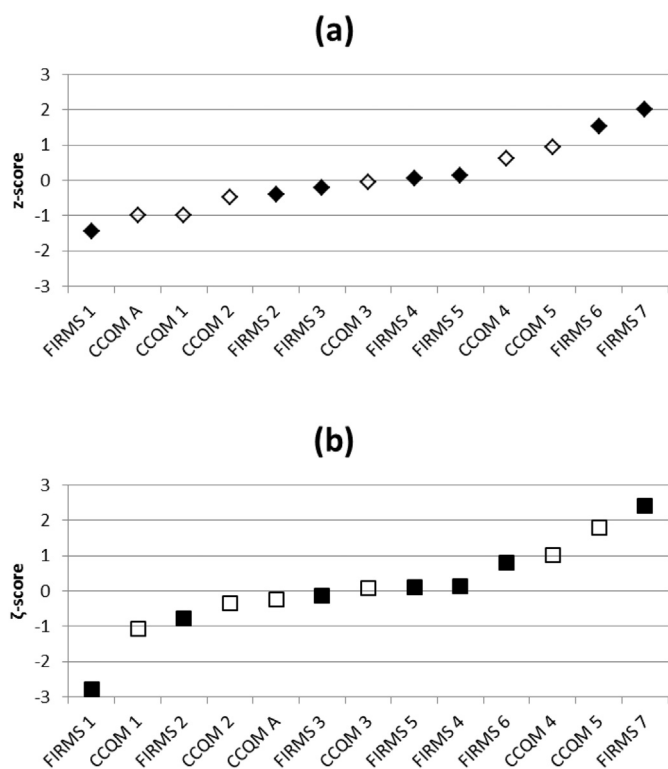 (a)
3
2
1
0
-1
-2
-3
z-score
FIRMS 1
CCQM A
CCQM 1
CCQM 2
FIRMS 2
FIRMS 3
CCQM 3
FIRMS 4
FIRMS 5
CCQM 4
CCQM 5
FIRMS 6
FIRMS 7
(b)
3
2
1
0
-1
-2
-3
ζ-score
FIRMS 1
CCQM 1
FIRMS 2
CCQM 2
CCQM A
FIRMS 3
CCQM 3
FIRMS 5
FIRMS 4
FIRMS 6
CCQM 4
CCQM 5
FIRMS 7